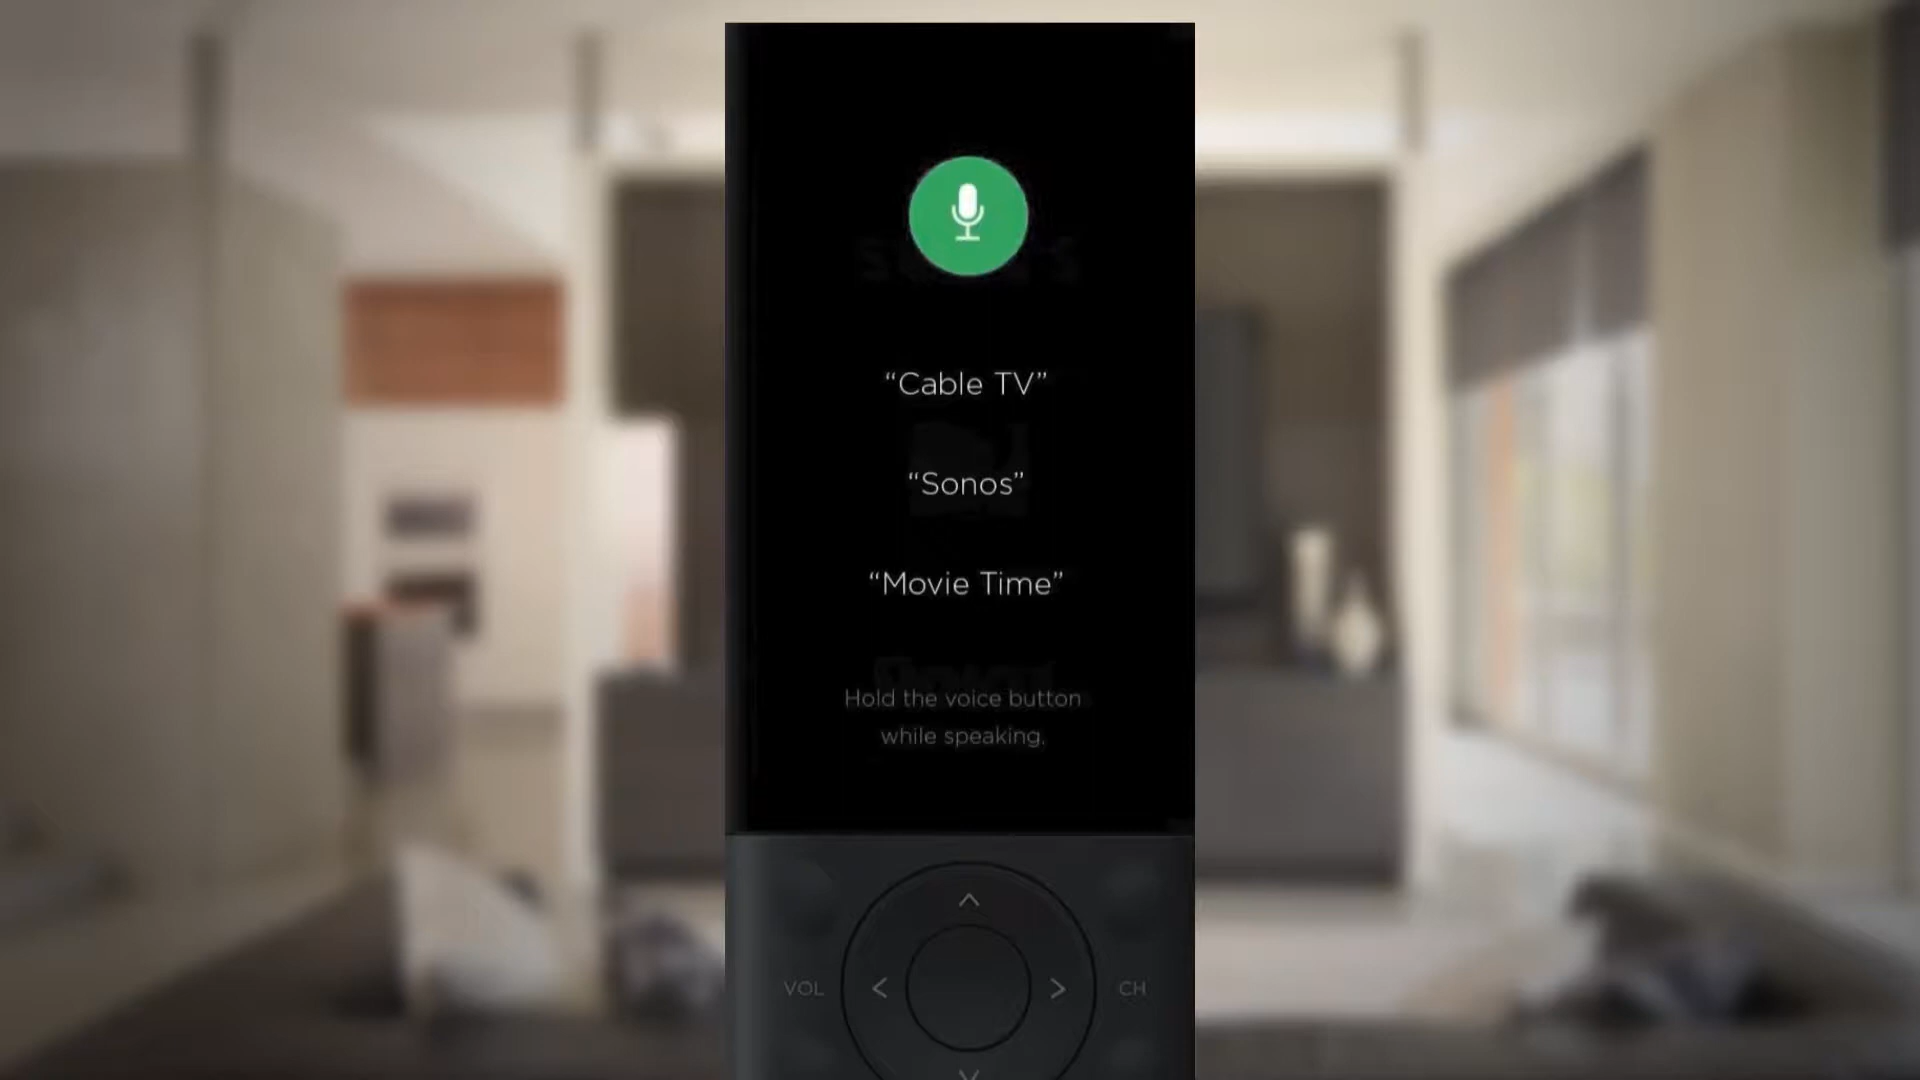 “Cable TV”
“Sonos”
“Movie Time”
Hold the voice button
while speaking.
VOL
CH